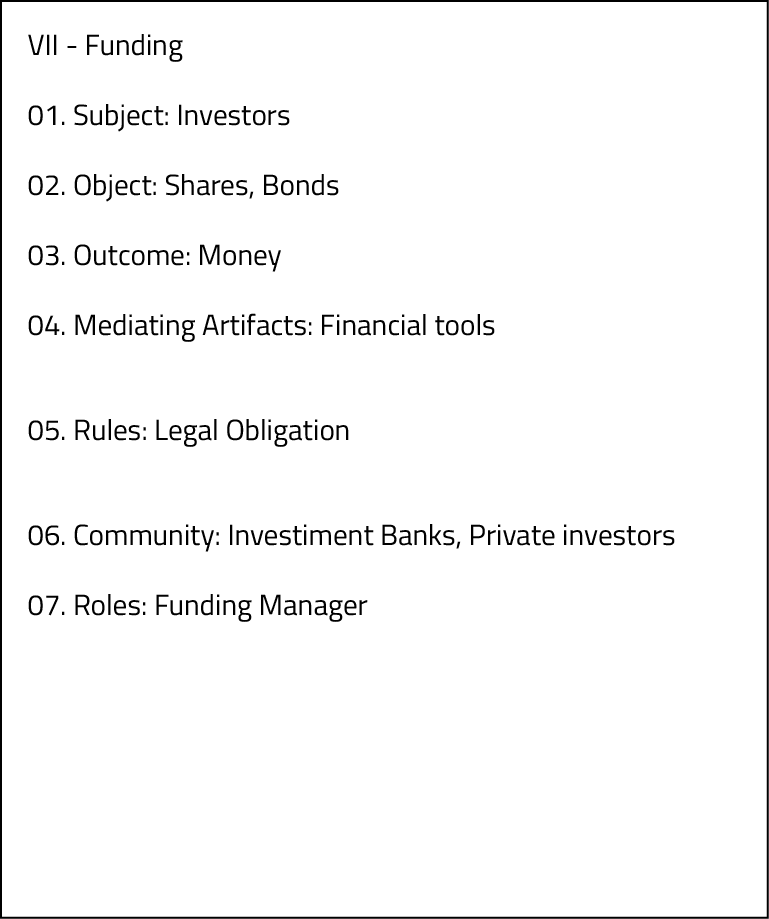 VII - Funding
01. Subject: Investors
02. Object: Shares, Bonds
03. Outcome: Money
04. Mediating Artifacts: Financial tools
05. Rules: Legal Obligation
06. Community: Investiment Banks, Private investors
07. Roles: Funding Manager